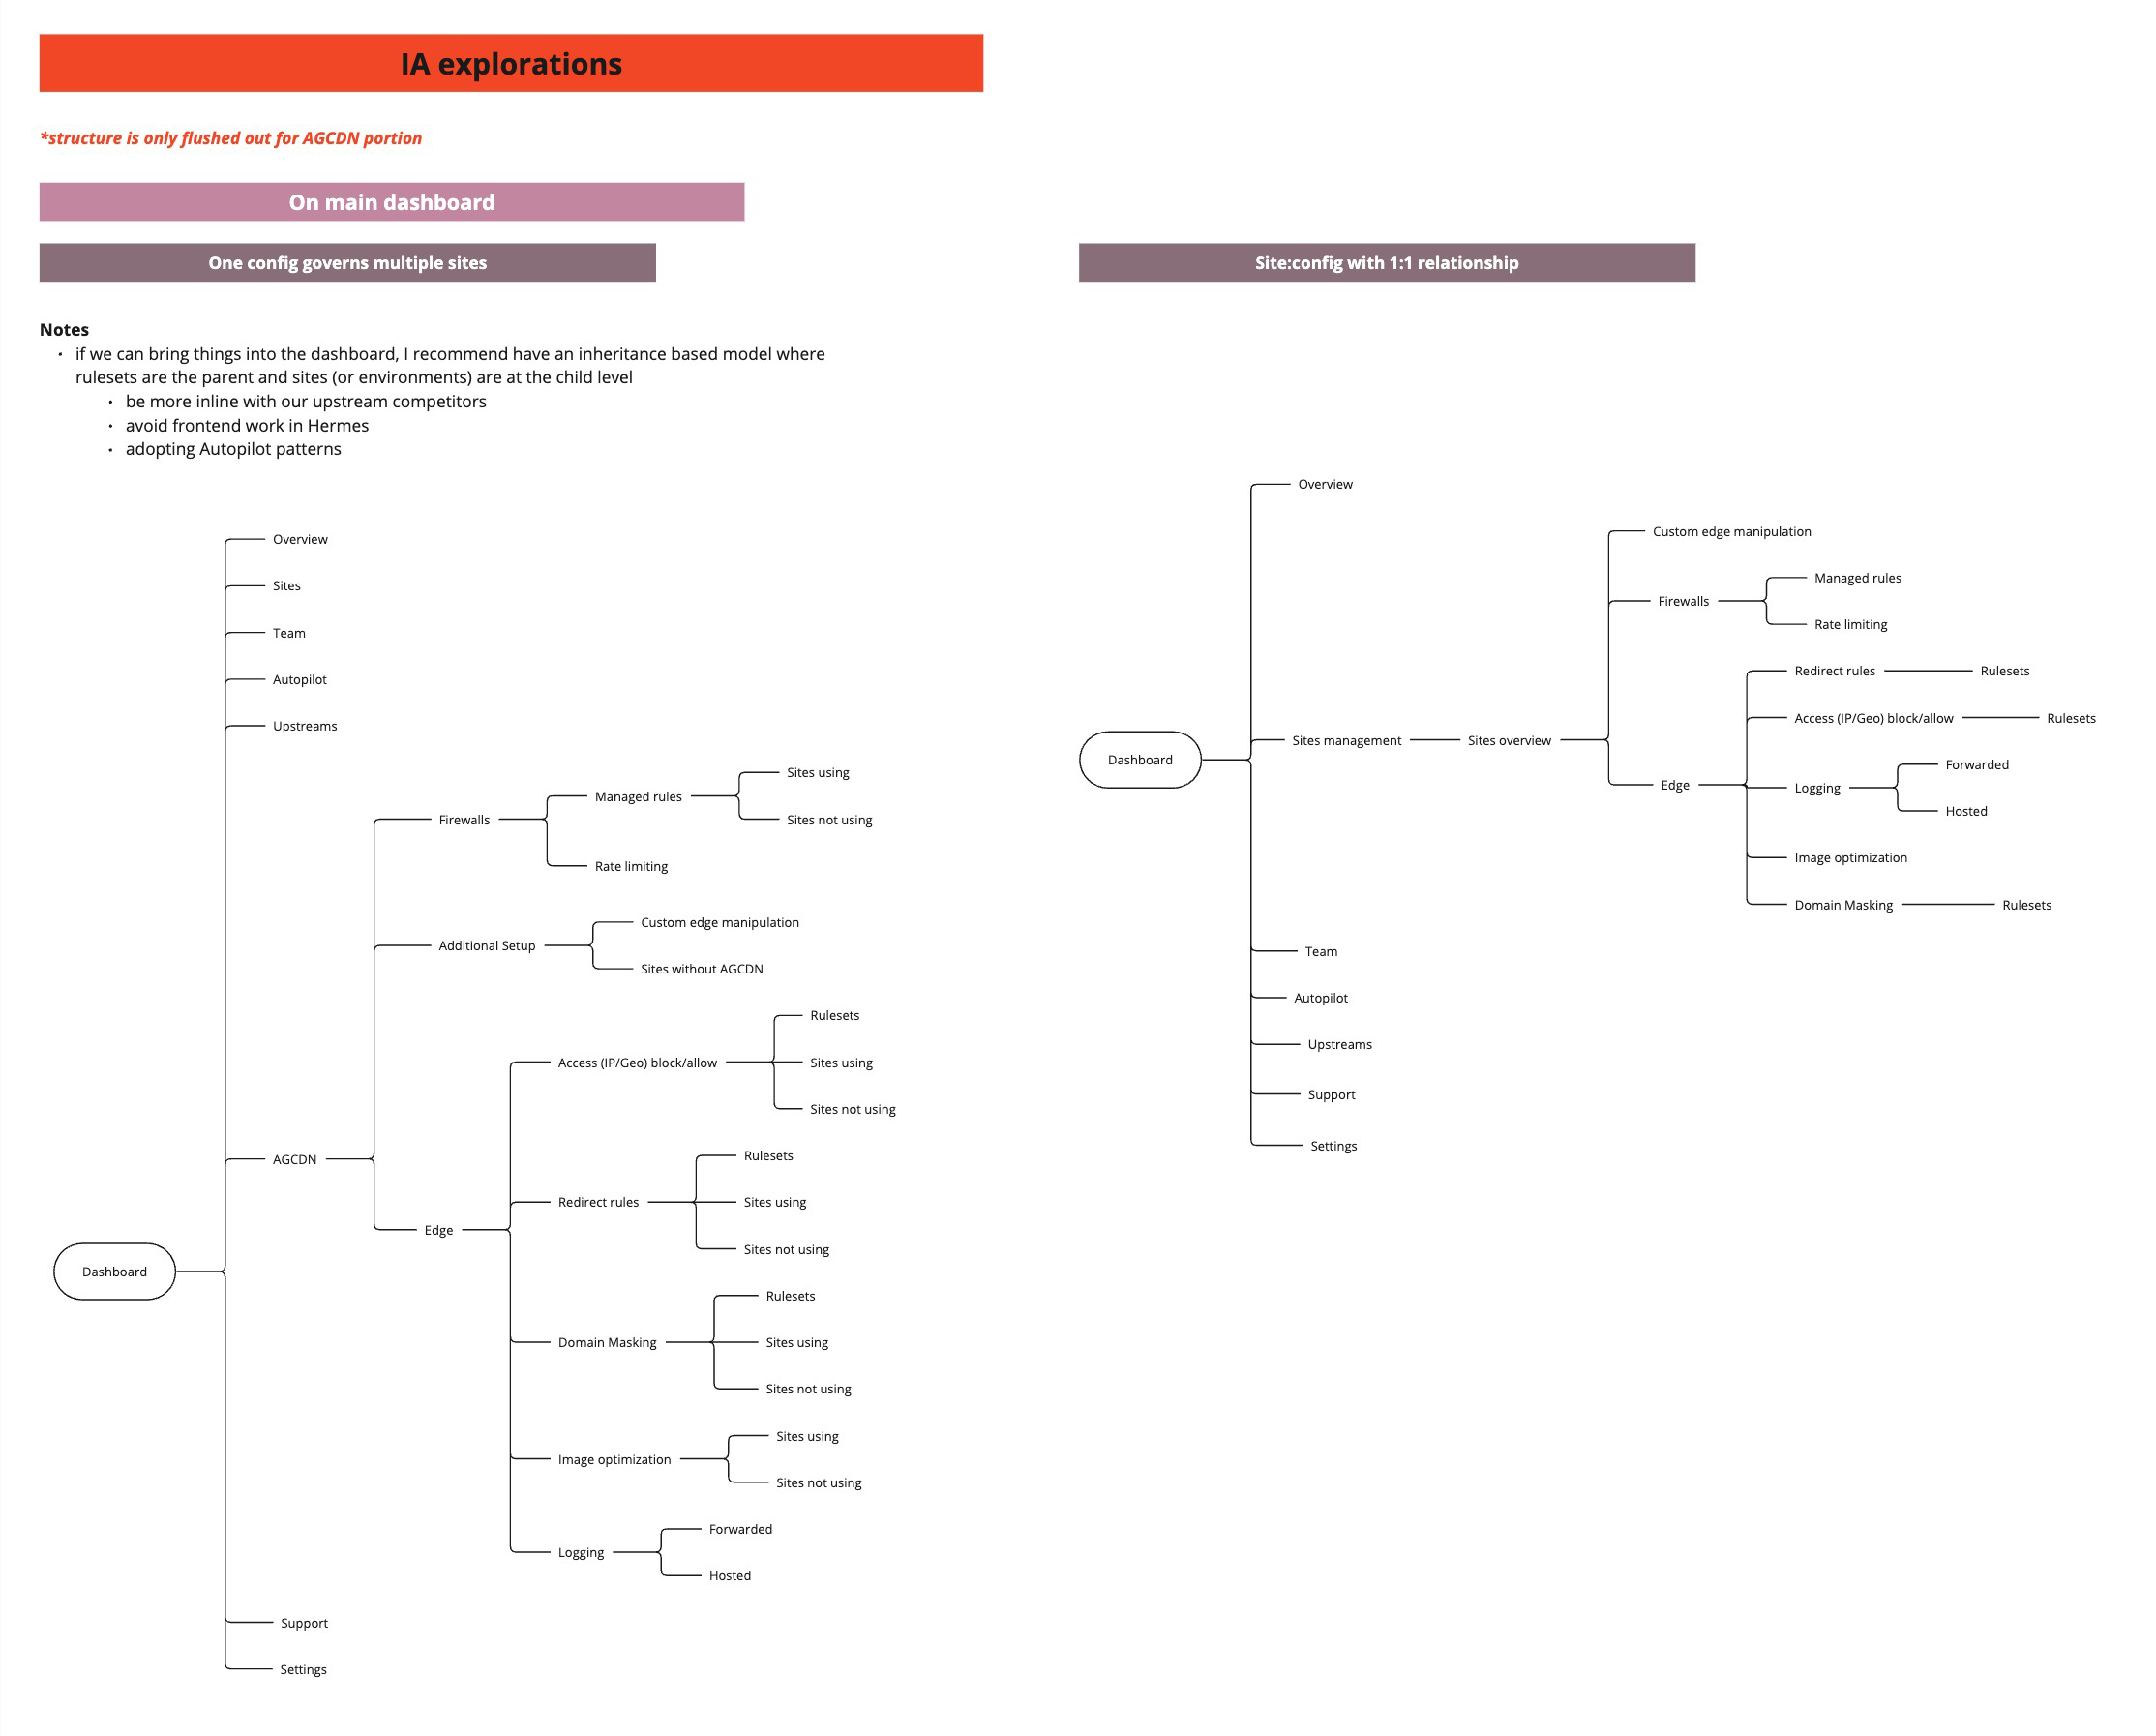 IA explorations
*structure is only flushed out for AGCDN portion
On main dashboard
One config governs multiple sites
Notes
• if we can bring things into the dashboard, I recommend have an inheritance based model where
rulesets are the parent and sites (or environments) are at the child level
• be more inline with our upstream competitors
• avoid frontend work in Hermes
• adopting Autopilot patterns
Dashboard
Overview
Sites
Team
Autopilot
Upstreams
AGCDN
Firewalls
Managed rules
Sites using
Sites not using
Rate limiting
Additional Setup
Custom edge manipulation
Sites without AGCDN
Edge
Access (IP/Geo) block/allow
Rulesets
Sites using
Sites not using
Redirect rules
Rulesets
Sites using
Sites not using
Domain Masking
Rulesets
Sites using
Sites not using
Image optimization
Sites using
Sites not using
Logging
Forwarded
Hosted
Support
Settings
Site:config with 1:1 relationship
Dashboard
Overview
Sites management
Sites overview
Custom edge manipulation
Firewalls
Managed rules
Rate limiting
Edge
Redirect rules
Rulesets
Access (IP/Geo) block/allow
Rulesets
Logging
Forwarded
Hosted
Image optimization
Domain Masking
Rulesets
Team
Autopilot
Upstreams
Support
Settings